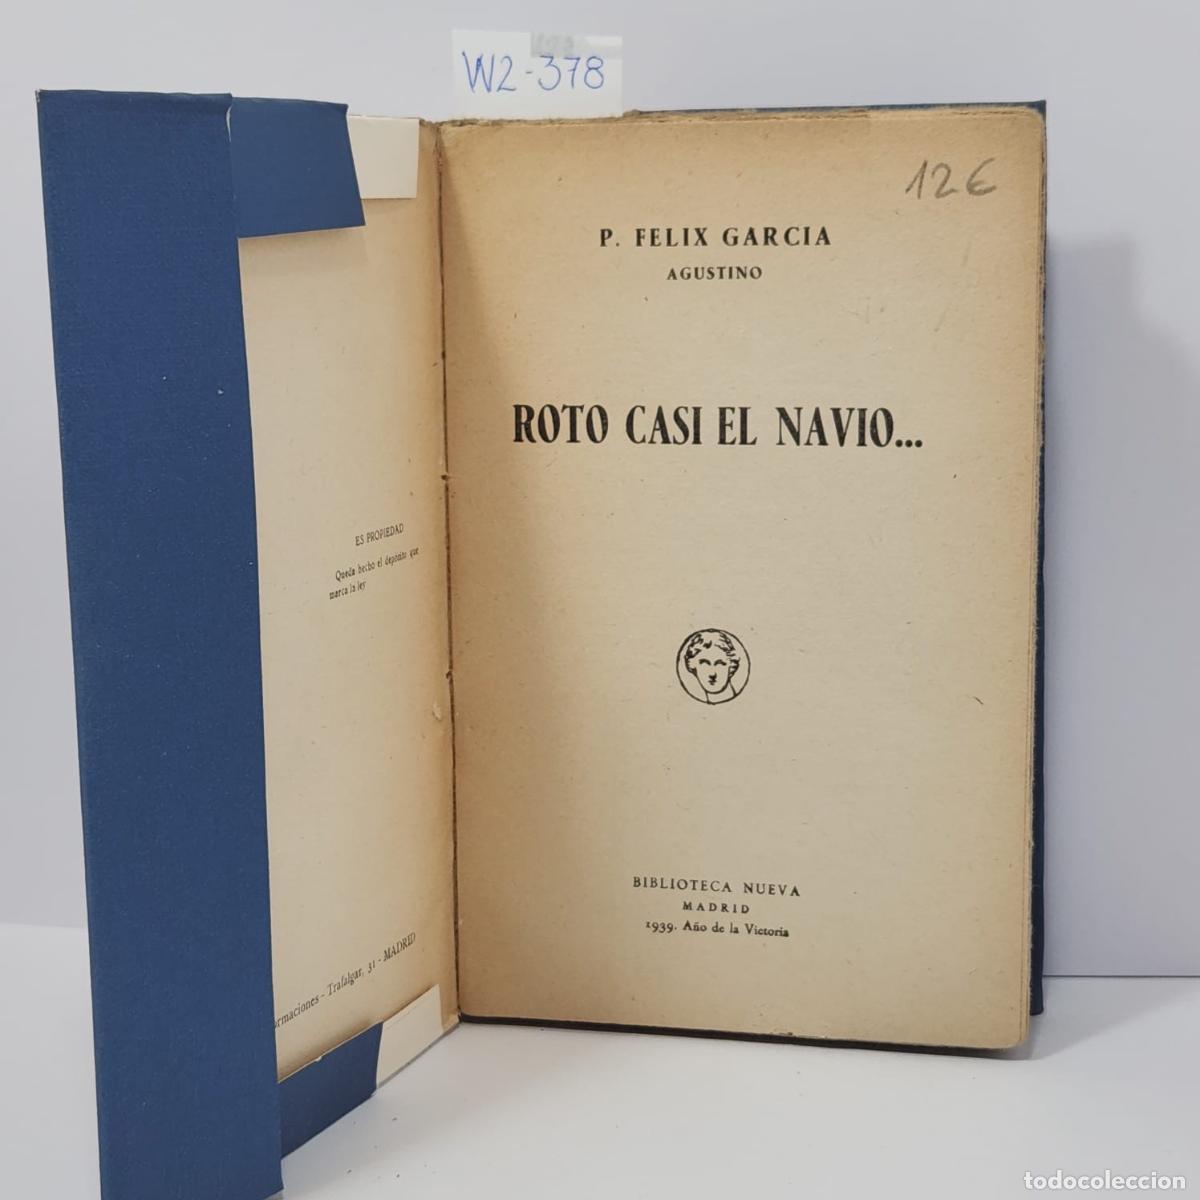 W2-378
12€
P. FELIX GARCIA
AGUSTINO
ROTO CASI EL NAVIO...
ES PROPIEDAD
Queda hecho el depósito que
marca la ley
BIBLIOTECA NUEVA
MADRID
1939. Año de la Victoria
- Trafalgar, 31 - MADRID
todocoleccion